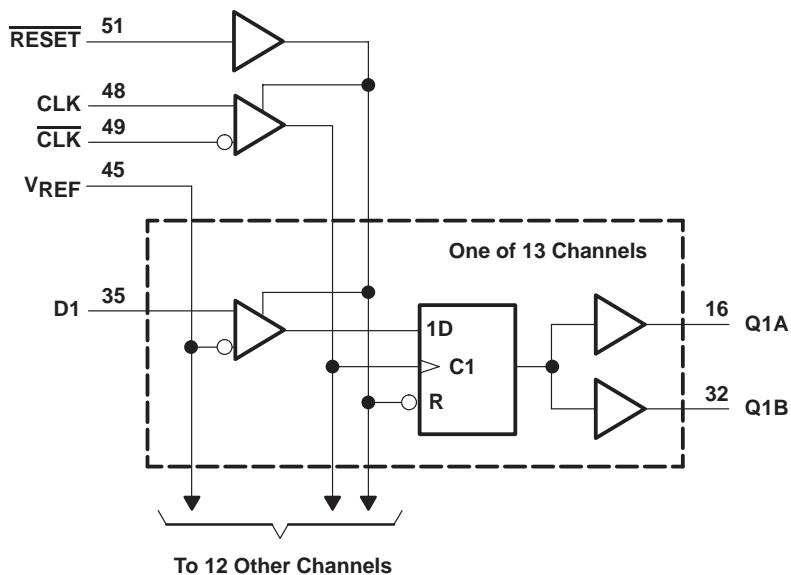 RESET 51
CLK 48
CLK 49
VREF 45
One of 13 Channels
D1 35
1D
C1
R
16 Q1A
32 Q1B
To 12 Other Channels